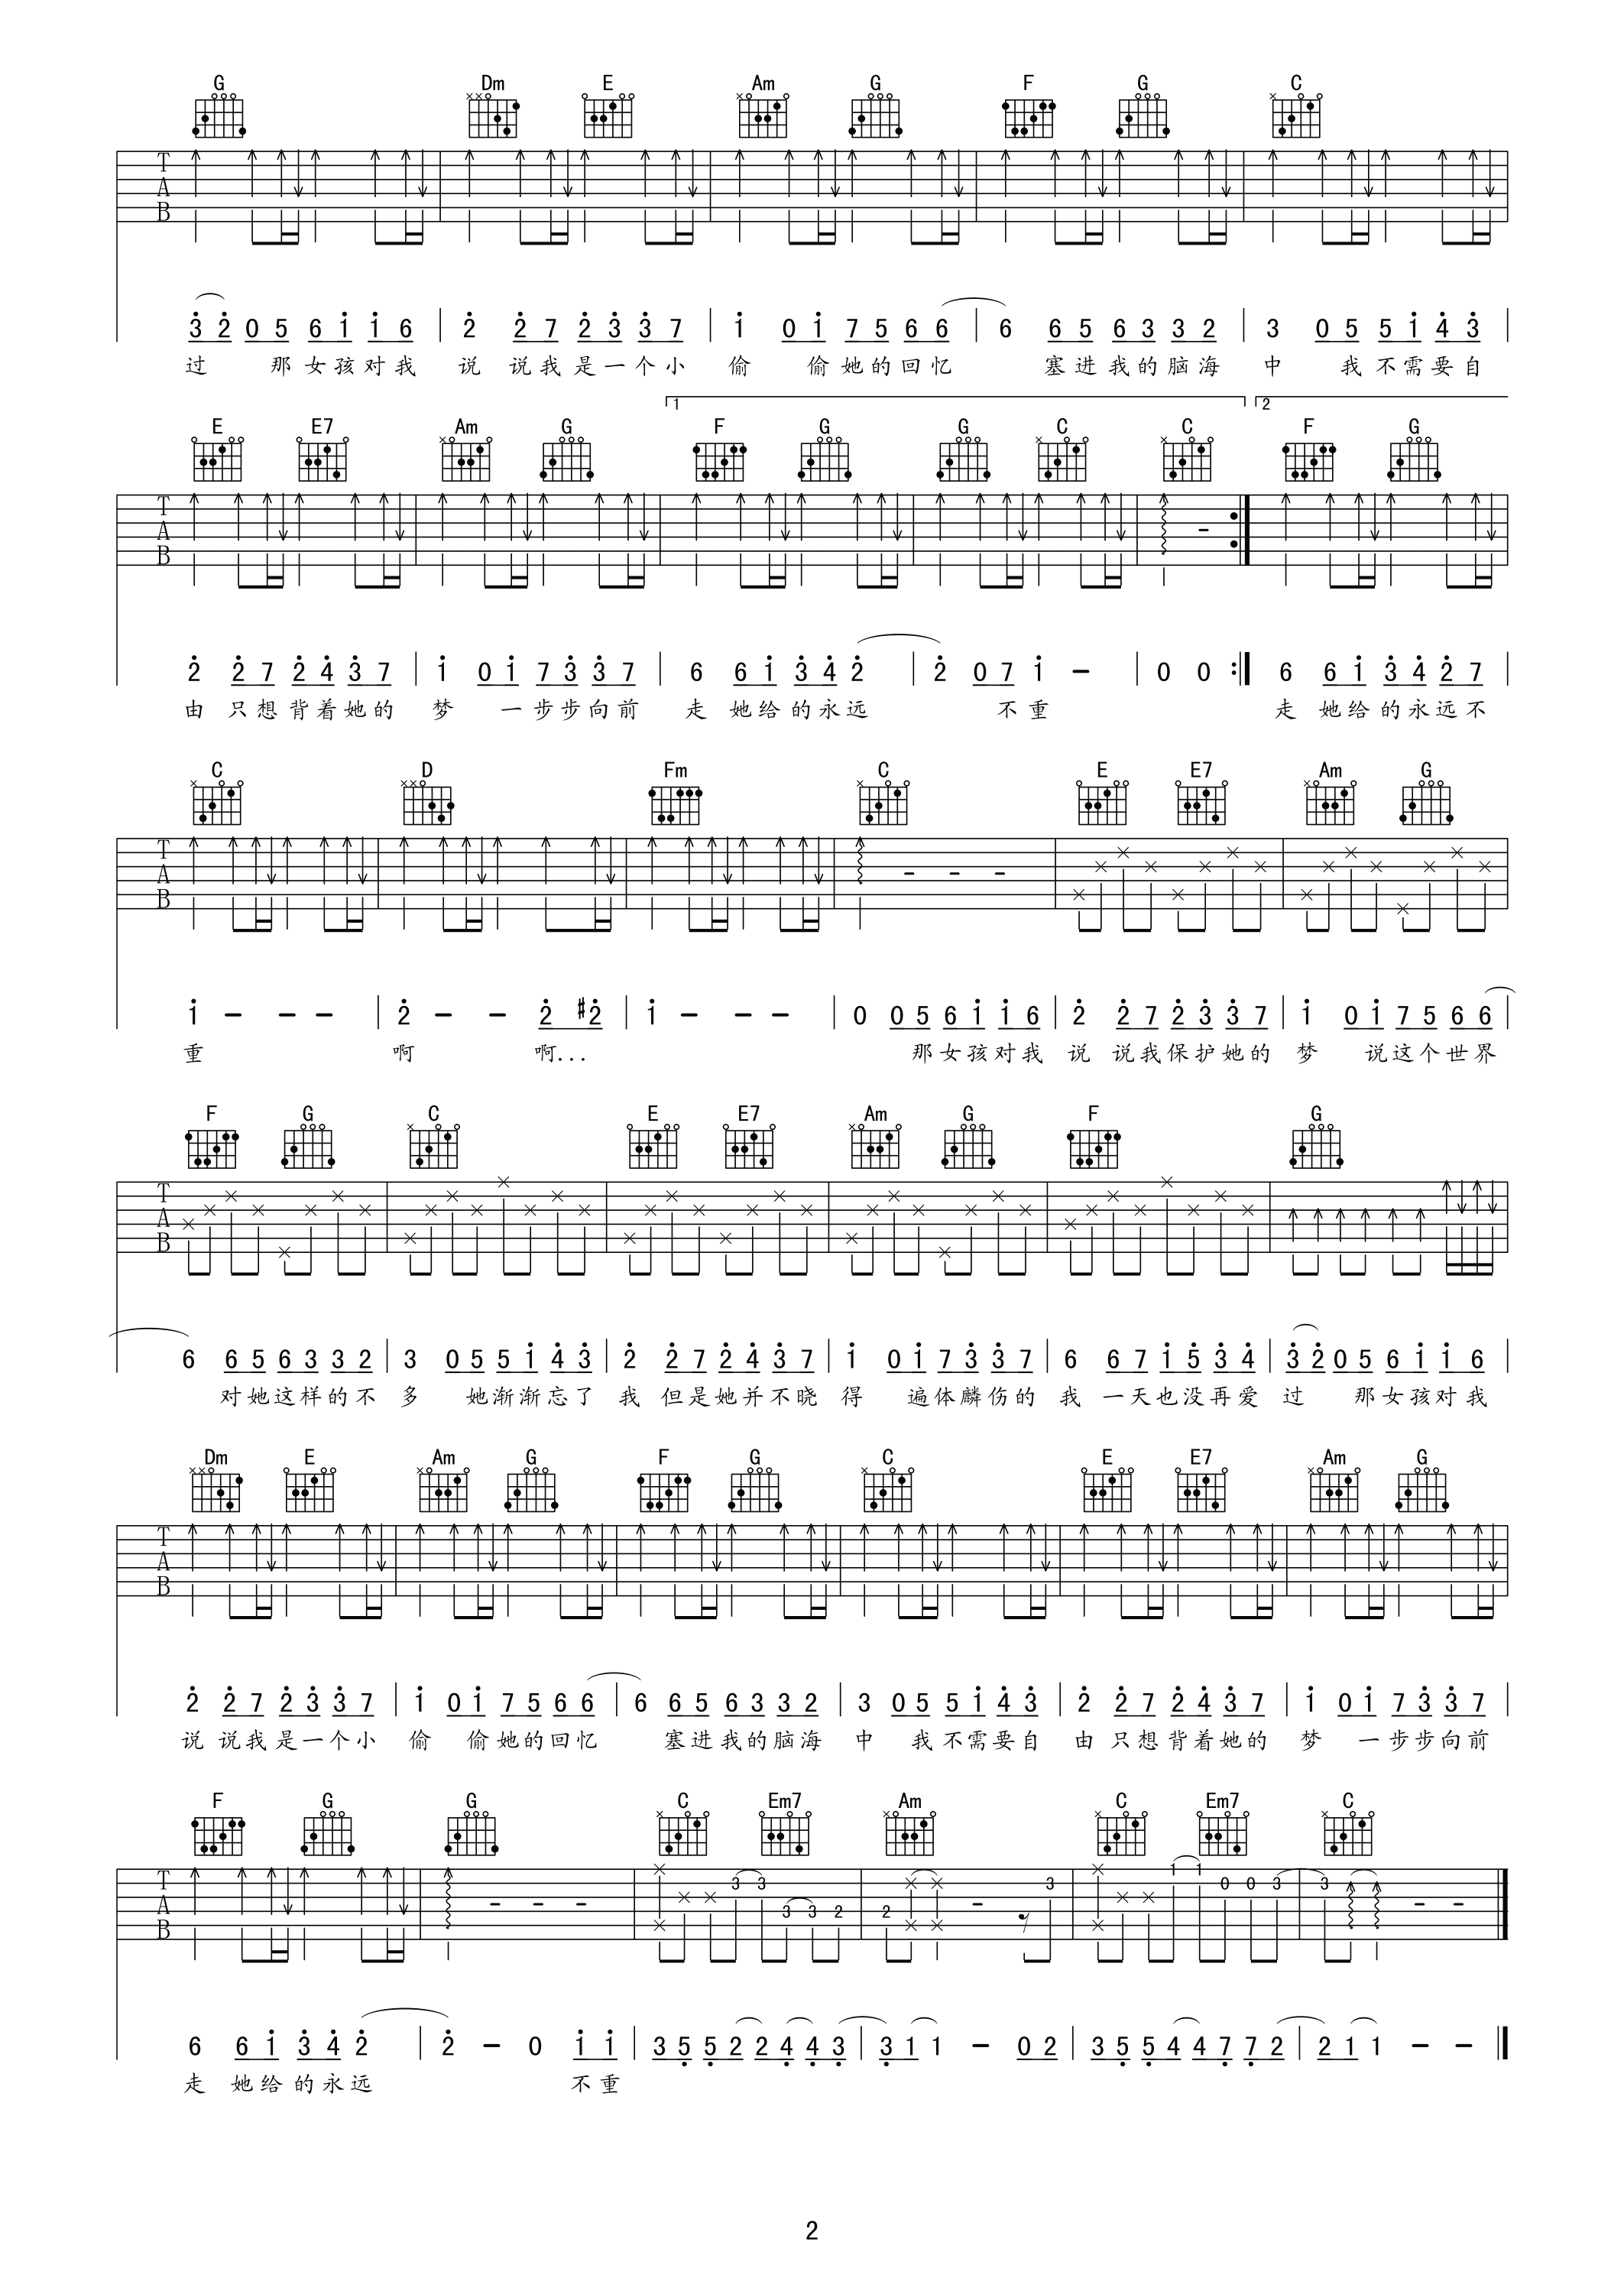 G Dm E Am G F G C
T A B
3 2 0 5 6 1 1 6 | 2 2 7 2 3 3 7 | 1 0 1 7 5 6 6 | 6 6 5 6 3 3 2 | 3 0 5 5 1 4 3 |
过 那女孩对我 说 说我是一个小 偷 偷她的回忆 塞进我的脑海 中 我不需要自
1 2
E E7 Am G F G G C C F G
T A B
2 2 7 2 4 3 7 | 1 0 1 7 3 3 7 | 6 6 1 3 4 2 | 2 0 7 1 - | 0 0 :| 6 6 1 3 4 2 7 |
由 只想背着她的 梦 一步步向前 走 她给的永远 不重 走 她给的永远不
C D Fm C E E7 Am G
T A B
1 - - - | 2 - - 2 #2 | 1 - - - | 0 0 5 6 1 1 6 | 2 2 7 2 3 3 7 | 1 0 1 7 5 6 6 |
重 啊 啊... 那女孩对我 说 说我保护她的 梦 说这个世界
F G C E E7 Am G F G
T A B
6 6 5 6 3 3 2 | 3 0 5 5 1 4 3 | 2 2 7 2 4 3 7 | 1 0 1 7 3 3 7 | 6 6 7 1 5 3 4 | 3 2 0 5 6 1 1 6 |
对她这样的不 多 她渐渐忘了 我 但是她并不晓 得 遍体麟伤的 我 一天也没再爱 过 那女孩对我
Dm E Am G F G C E E7 Am G
T A B
2 2 7 2 3 3 7 | 1 0 1 7 5 6 6 | 6 6 5 6 3 3 2 | 3 0 5 5 1 4 3 | 2 2 7 2 4 3 7 | 1 0 1 7 3 3 7 |
说 说我是一个小 偷 偷她的回忆 塞进我的脑海 中 我不需要自 由 只想背着她的 梦 一步步向前
F G G C Em7 Am C Em7 C
T A B 3 3 3 3 2 2 3 1 1 0 0 3 3
6 6 1 3 4 2 | 2 - 0 1 1 | 3 5 5 2 2 4 4 3 | 3 1 1 - 0 2 | 3 5 5 4 4 7 7 2 | 2 1 1 - - |
走 她给的永远 不重
2